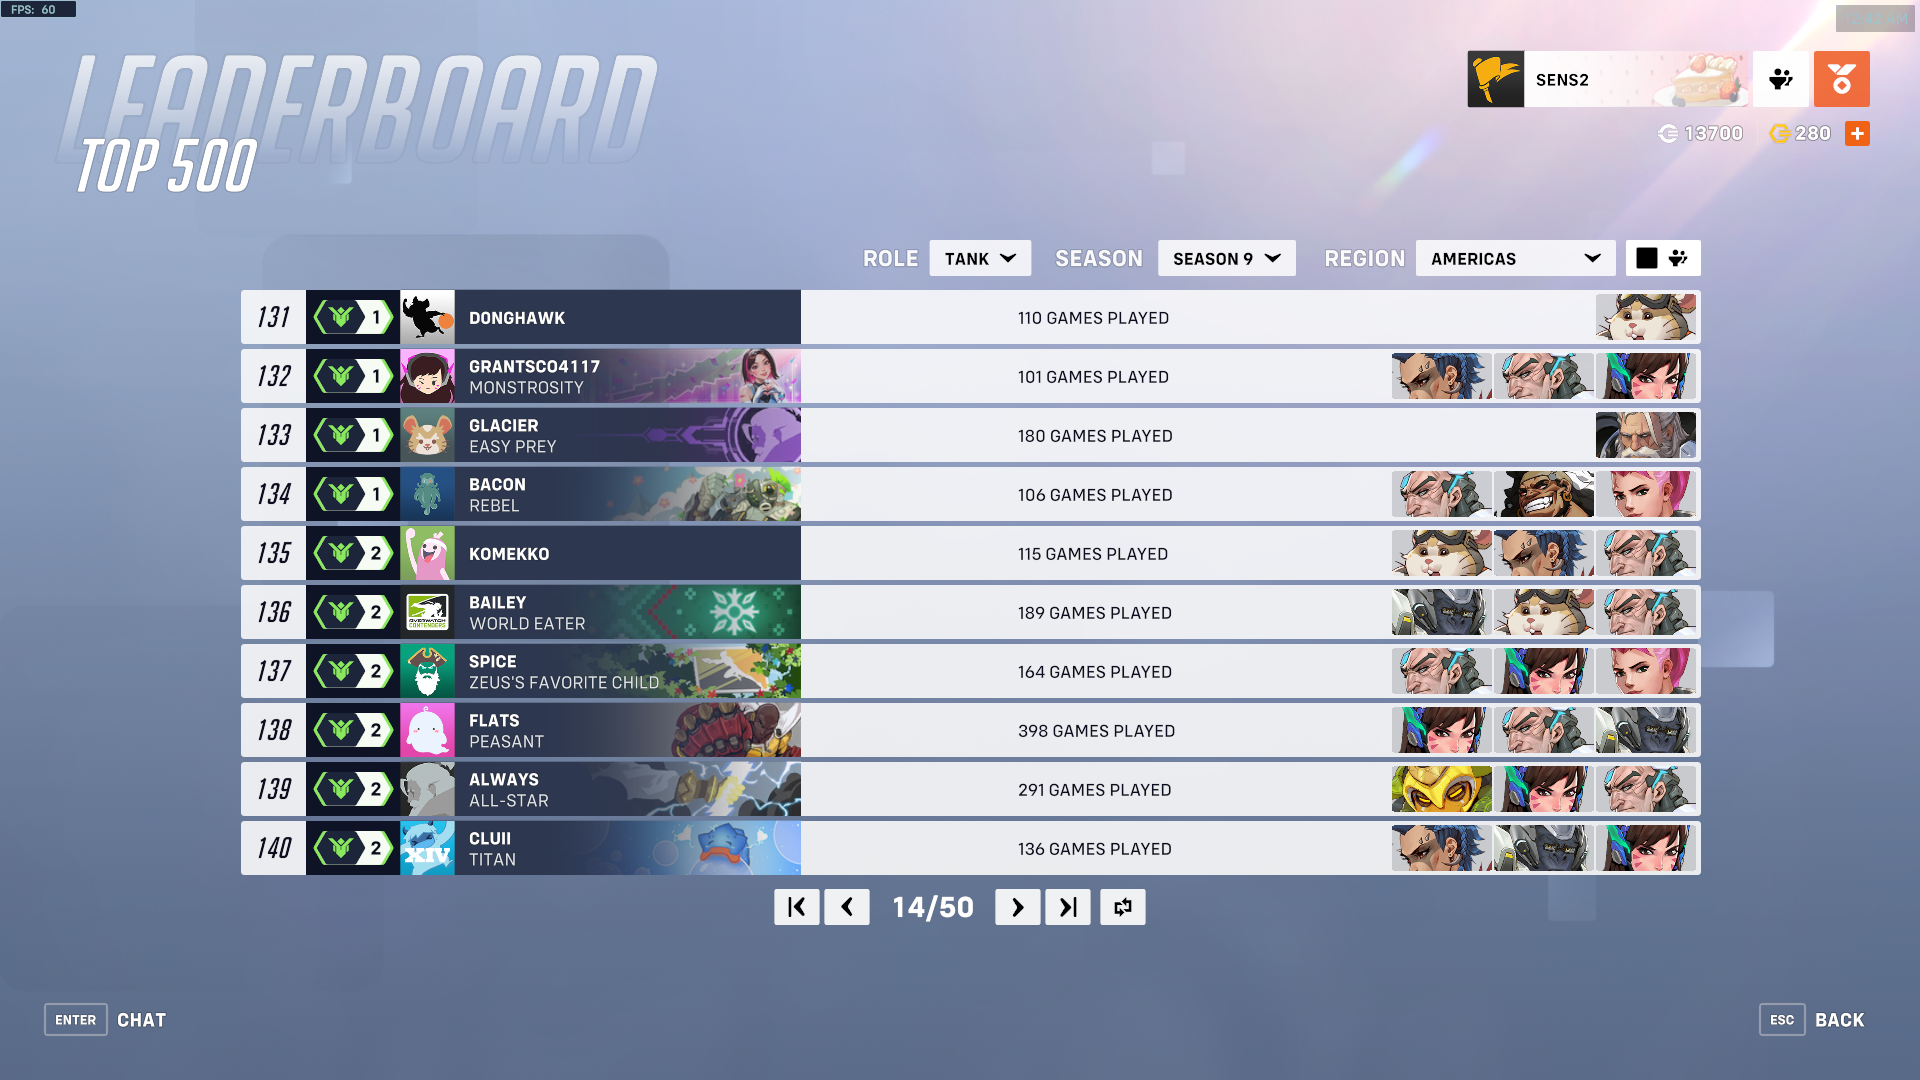 FPS: 60
LEADERBOARD
TOP 500
SENS2
13700
280
ROLE TANK SEASON SEASON 9 REGION AMERICAS
131 1 DONGHAWK 110 GAMES PLAYED
132 1 GRANTSCO4117 101 GAMES PLAYED
MONSTROSITY
133 1 GLACIER 180 GAMES PLAYED
EASY PREY
134 1 BACON 106 GAMES PLAYED
REBEL
135 2 KOMEKKO 115 GAMES PLAYED
136 2 OVERWATCH CONTENDERS BAILEY 189 GAMES PLAYED
WORLD EATER
137 2 SPICE 164 GAMES PLAYED
ZEUS'S FAVORITE CHILD
138 2 FLATS 398 GAMES PLAYED
PEASANT
139 2 ALWAYS 291 GAMES PLAYED
ALL-STAR
140 2 XIV CLUII 136 GAMES PLAYED
TITAN
14/50
ENTER CHAT
ESC BACK